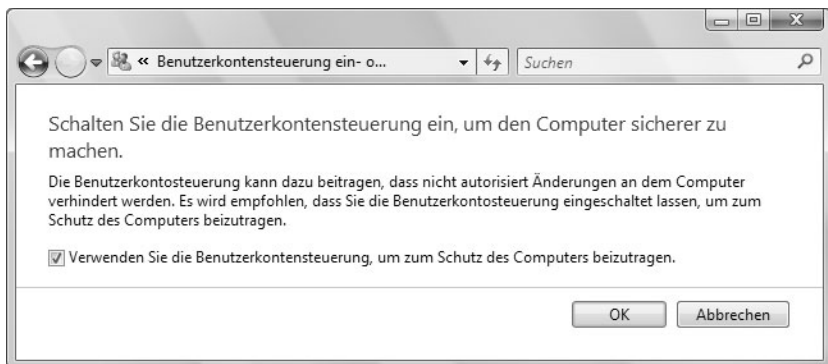 « Benutzerkontensteuerung ein- o...
Suchen
Schalten Sie die Benutzerkontensteuerung ein, um den Computer sicherer zu
machen.
Die Benutzerkontosteuerung kann dazu beitragen, dass nicht autorisiert Änderungen an dem Computer
verhindert werden. Es wird empfohlen, dass Sie die Benutzerkontosteuerung eingeschaltet lassen, um zum
Schutz des Computers beizutragen.
Verwenden Sie die Benutzerkontensteuerung, um zum Schutz des Computers beizutragen.
OK
Abbrechen